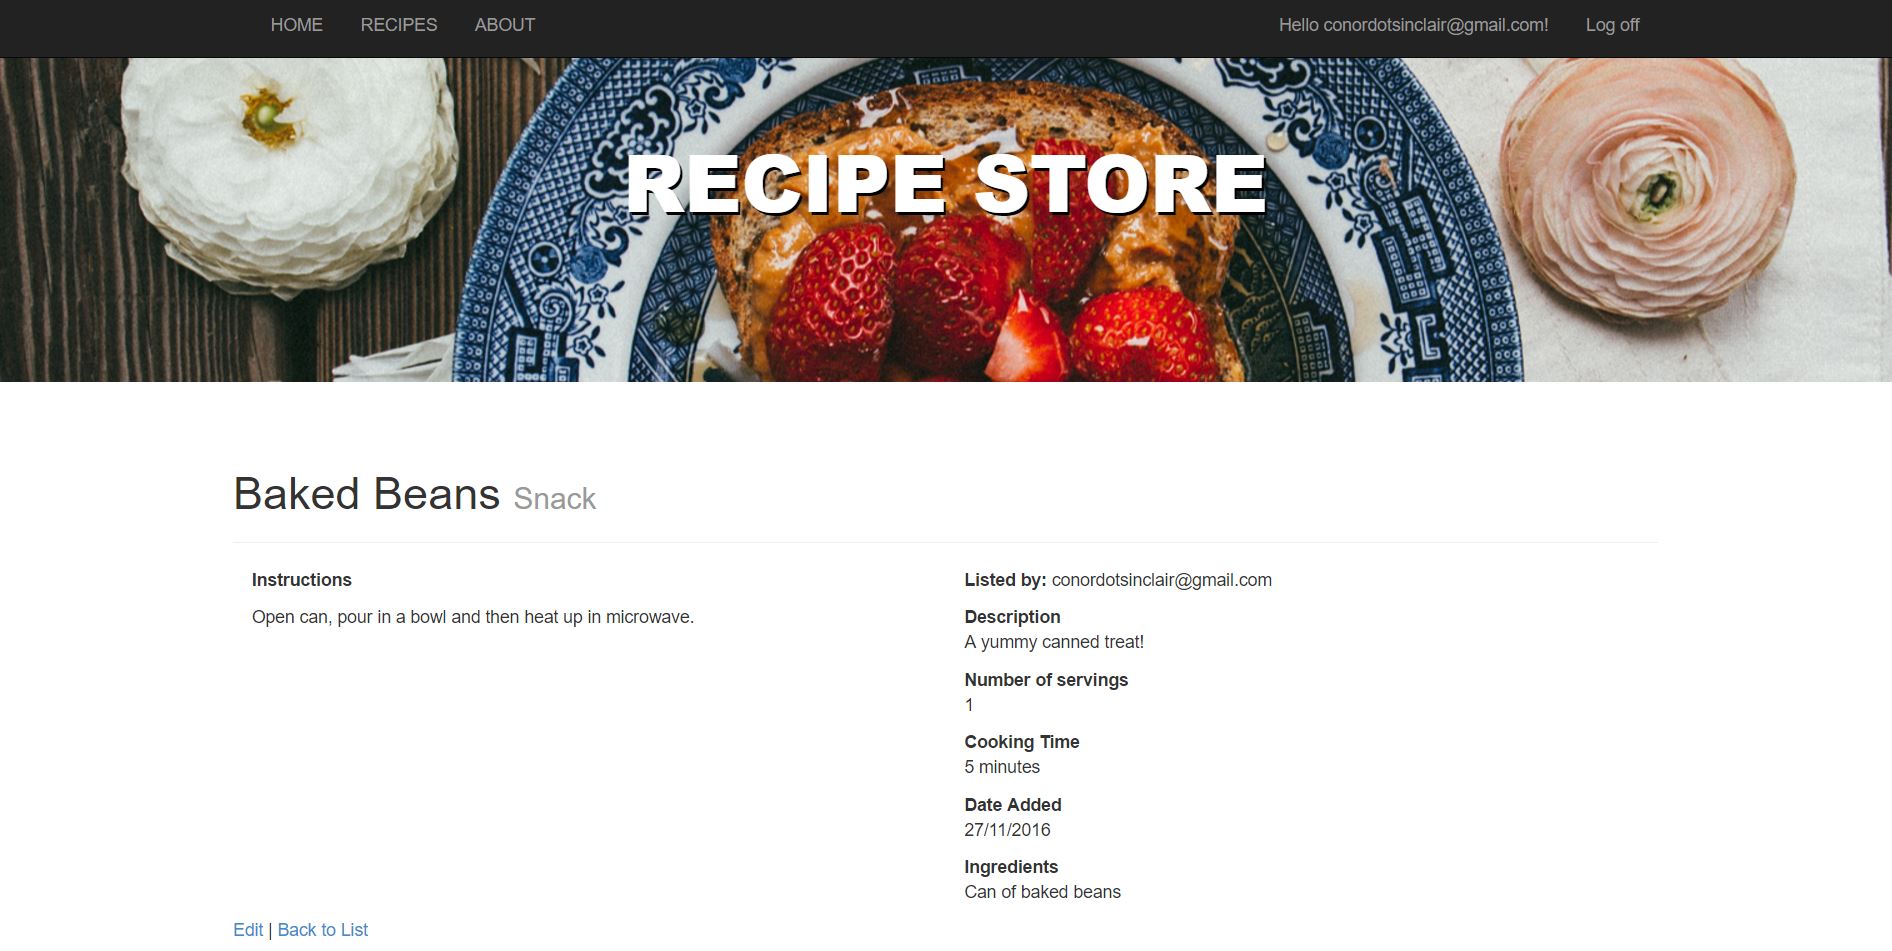 HOME RECIPES ABOUT Hello conordotsinclair@gmail.com! Log off
RECIPE STORE
Baked Beans Snack
Instructions
Open can, pour in a bowl and then heat up in microwave.
Listed by: conordotsinclair@gmail.com
Description
A yummy canned treat!
Number of servings
1
Cooking Time
5 minutes
Date Added
27/11/2016
Ingredients
Can of baked beans
Edit | Back to List